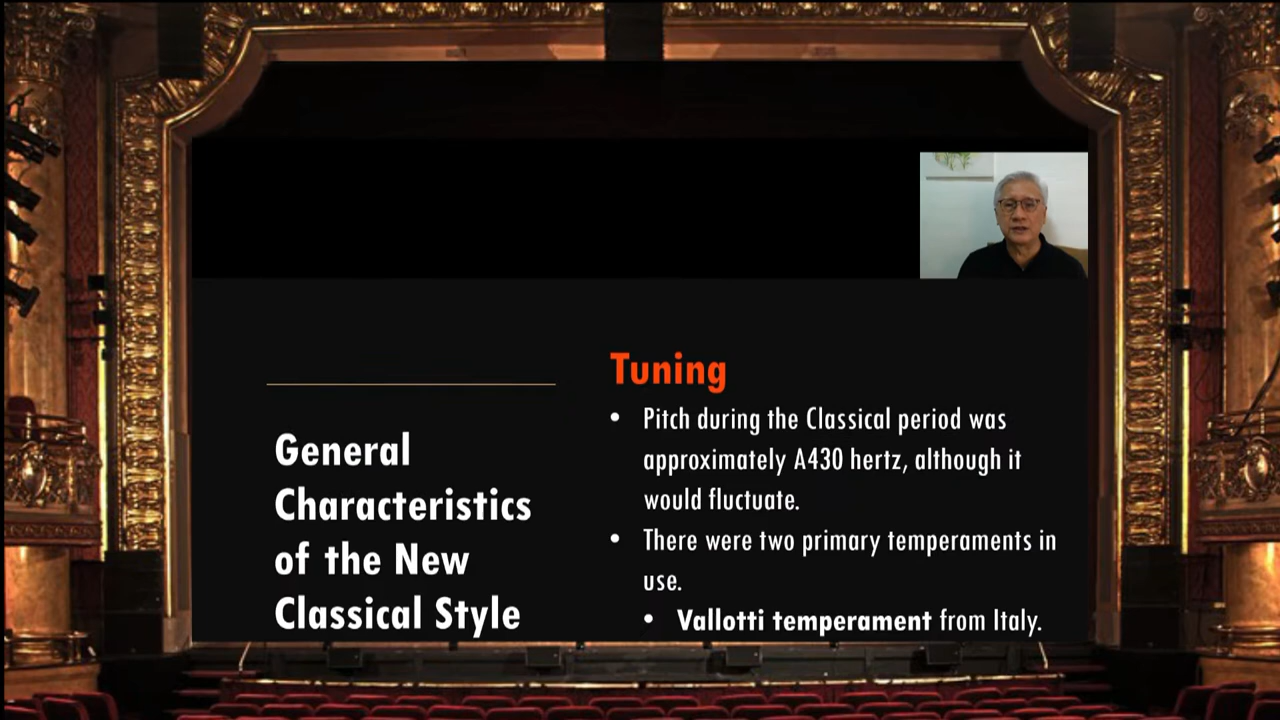 General
Characteristics
of the New
Classical Style
Tuning
• Pitch during the Classical period was
approximately A430 hertz, although it
would fluctuate.
• There were two primary temperaments in
use.
• Vallotti temperament from Italy.